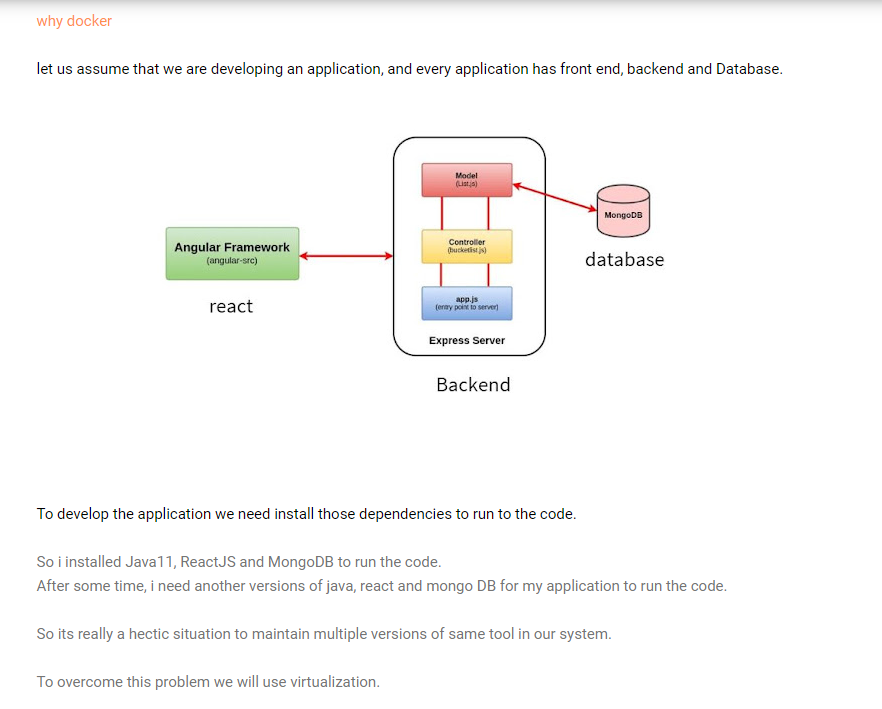 why docker
let us assume that we are developing an application, and every application has front end, backend and Database.
Model
(List.js)
MongoDB
database
Angular Framework
(angular-src)
react
Controller
(bucketlist.js)
app.js
(entry point to server)
Express Server
Backend
To develop the application we need install those dependencies to run to the code.
So i installed Java11, ReactJS and MongoDB to run the code.
After some time, i need another versions of java, react and mongo DB for my application to run the code.
So its really a hectic situation to maintain multiple versions of same tool in our system.
To overcome this problem we will use virtualization.